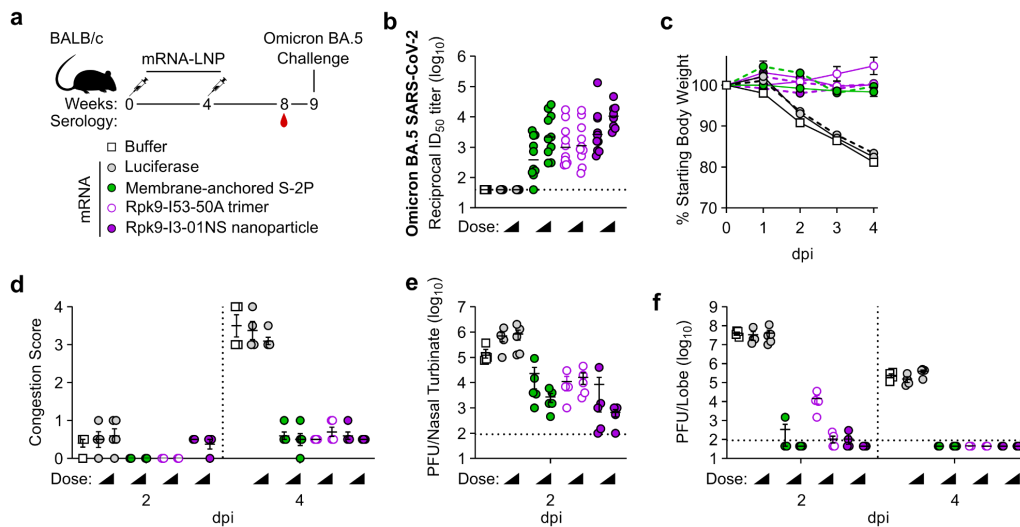 a
BALB/c
mRNA-LNP
Omicron BA.5
Challenge
Weeks: 0 4 8 9
Serology:
Buffer
Luciferase
Membrane-anchored S-2P
Rpk9-I53-50A trimer
Rpk9-I3-01NS nanoparticle
mRNA
b
Omicron BA.5 SARS-CoV-2
Reciprocal ID50 titer (log10)
6
5
4
3
2
1
Dose:
c
% Starting Body Weight
100
90
80
70
0 1 2 3 4
dpi
d
Congestion Score
4
3
2
1
0
Dose:
2 4
dpi
e
PFU/Nasal Turbinate (log10)
7
6
5
4
3
2
1
Dose:
2
dpi
f
PFU/Lobe (log10)
9
8
7
6
5
4
3
2
1
Dose:
2 4
dpi